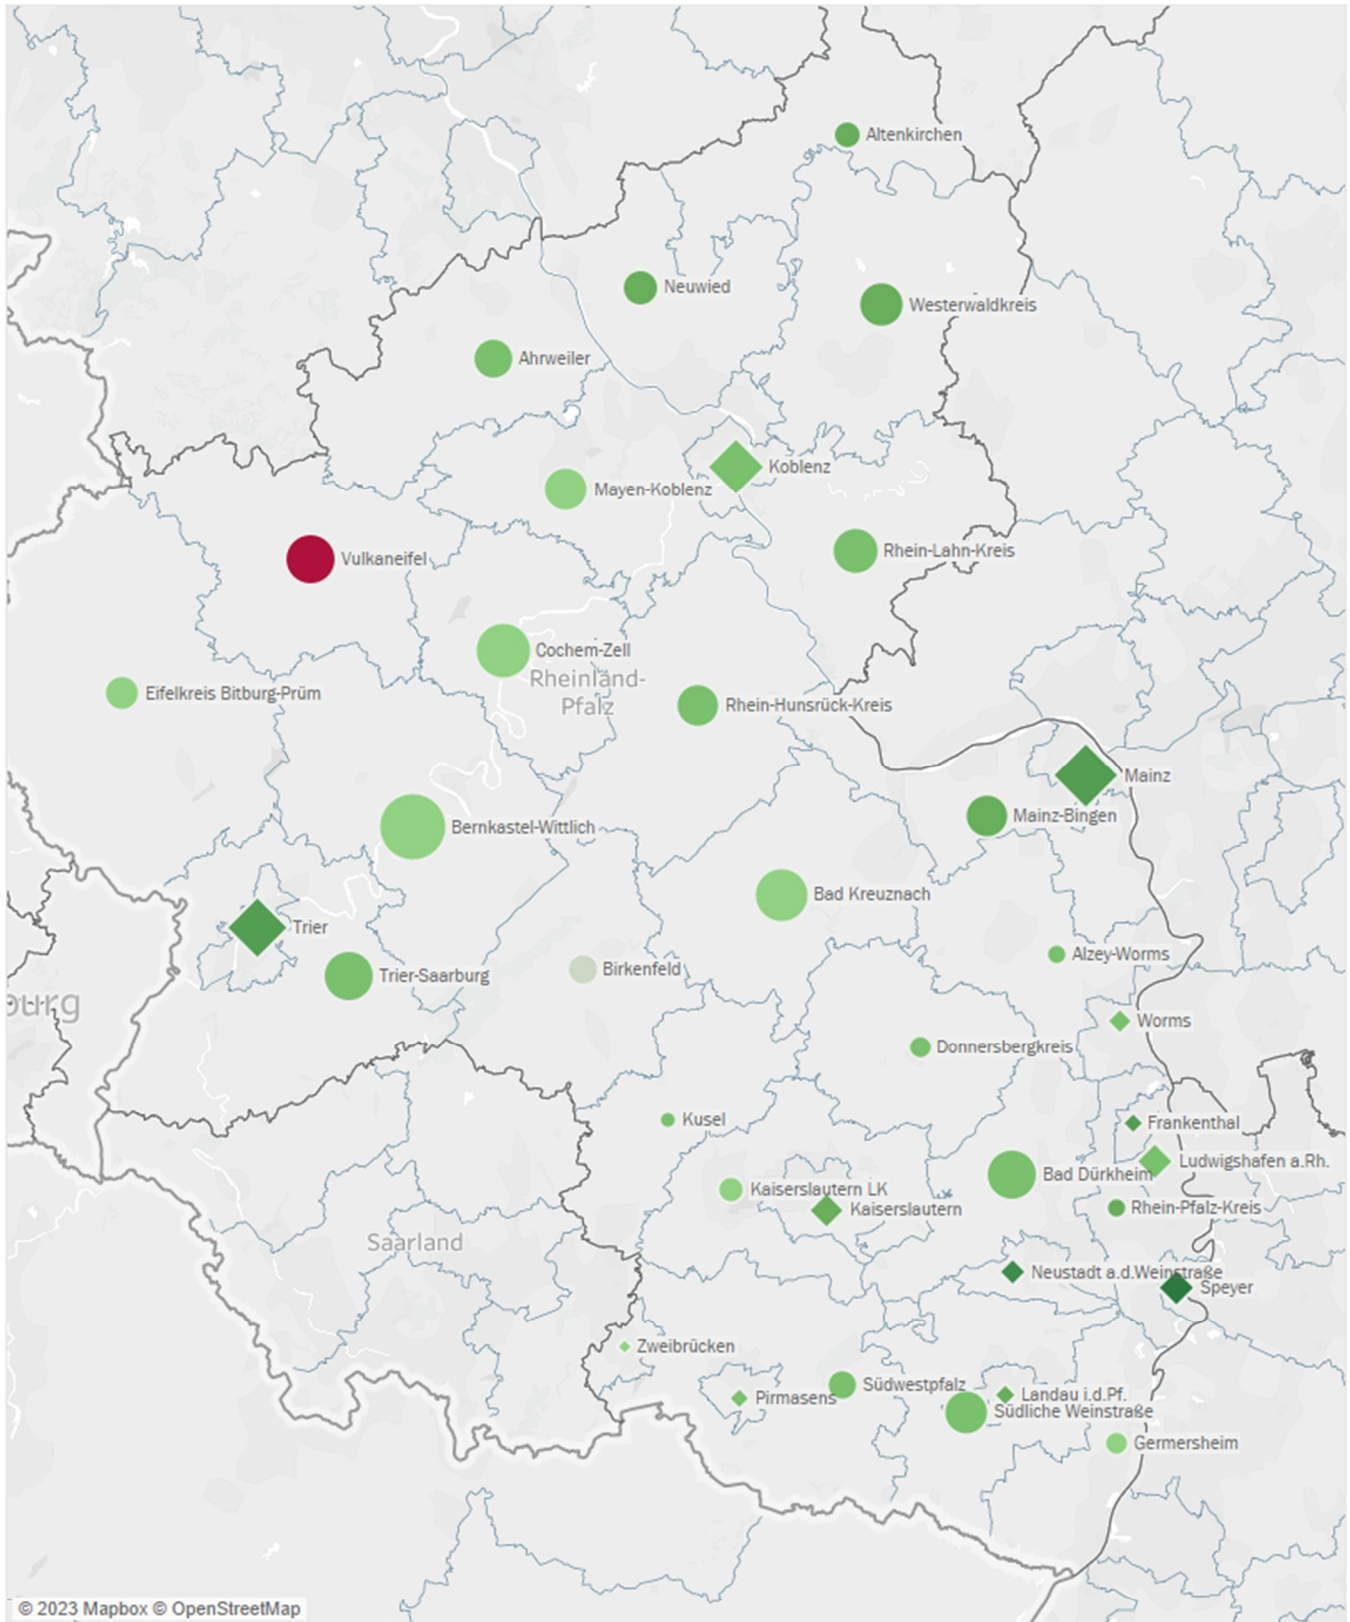 Altenkirchen
Neuwied
Westerwaldkreis
Ahrweiler
Koblenz
Mayen-Koblenz
Rhein-Lahn-Kreis
Vulkaneifel
Cochem-Zell
Rheinland-
Pfalz
Eifelkreis Bitburg-Prüm
Rhein-Hunsrück-Kreis
Mainz
Mainz-Bingen
Bernkastel-Wittlich
Bad Kreuznach
Trier
Alzey-Worms
Birkenfeld
Trier-Saarburg
burg
Worms
Donnersbergkreis
Kusel
Frankenthal
Ludwigshafen a.Rh.
Bad Dürkheim
Kaiserslautern LK
Rhein-Pfalz-Kreis
Kaiserslautern
Saarland
Neustadt a.d.Weinstraße
Speyer
Zweibrücken
Südwestpfalz
Landau i.d.Pf.
Pirmasens
Südliche Weinstraße
Germersheim
© 2023 Mapbox © OpenStreetMap